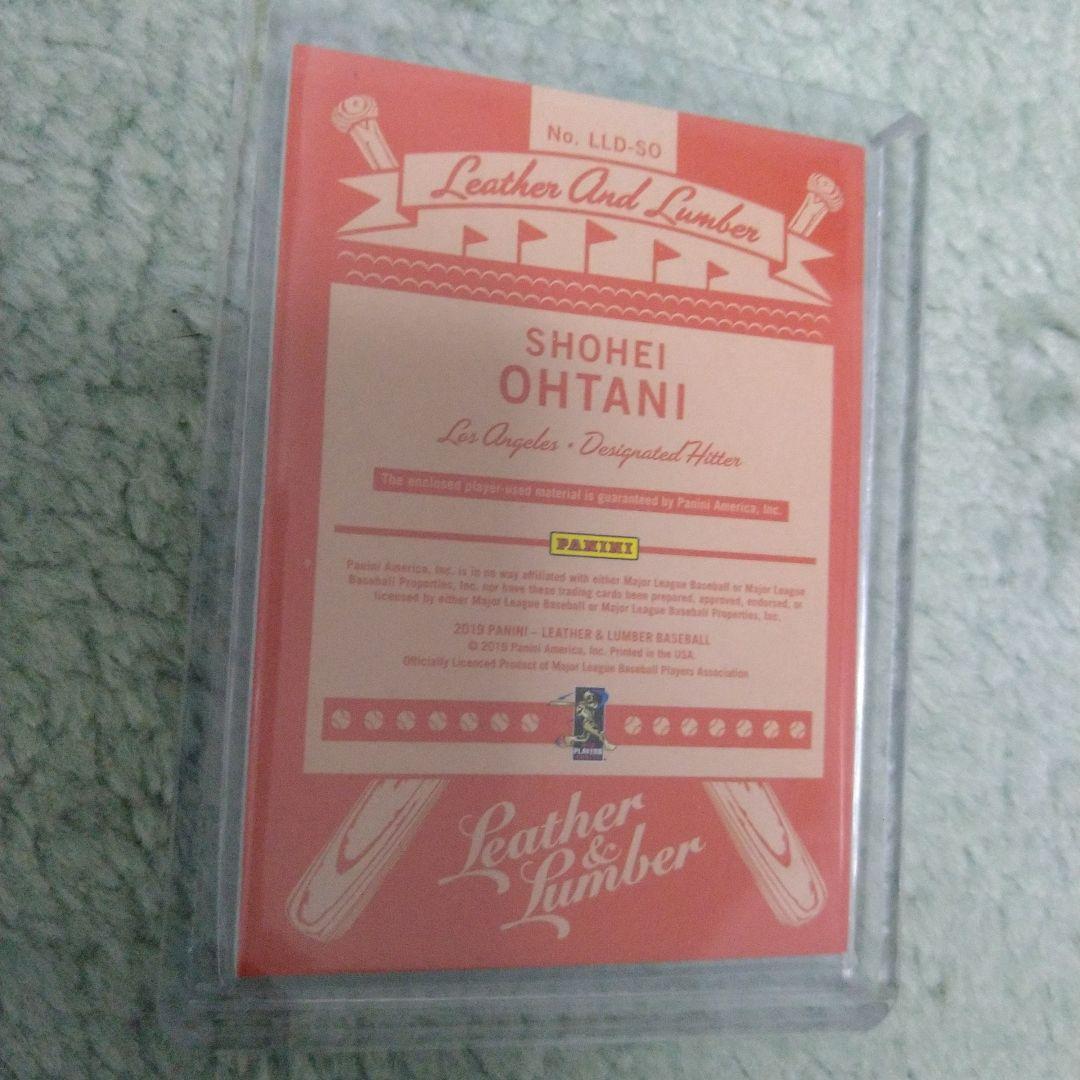 No. LLD-SO
Leather And Lumber
SHOHEI
OHTANI
Los Angeles • Designated Hitter
The enclosed player-used material is guaranteed by Panini America, Inc.
PANINI
Panini America, Inc. is in no way affiliated with either Major League Baseball or Major League
Baseball Properties, Inc. nor have these trading cards been prepared, approved, endorsed, or
licensed by either Major League Baseball or Major League Baseball Properties, Inc.
2019 PANINI – LEATHER & LUMBER BASEBALL
© 2019 Panini America, Inc. Printed in the USA.
Officially Licenced Product of Major League Baseball Players Association
PLAYERS
Leather
&
Lumber